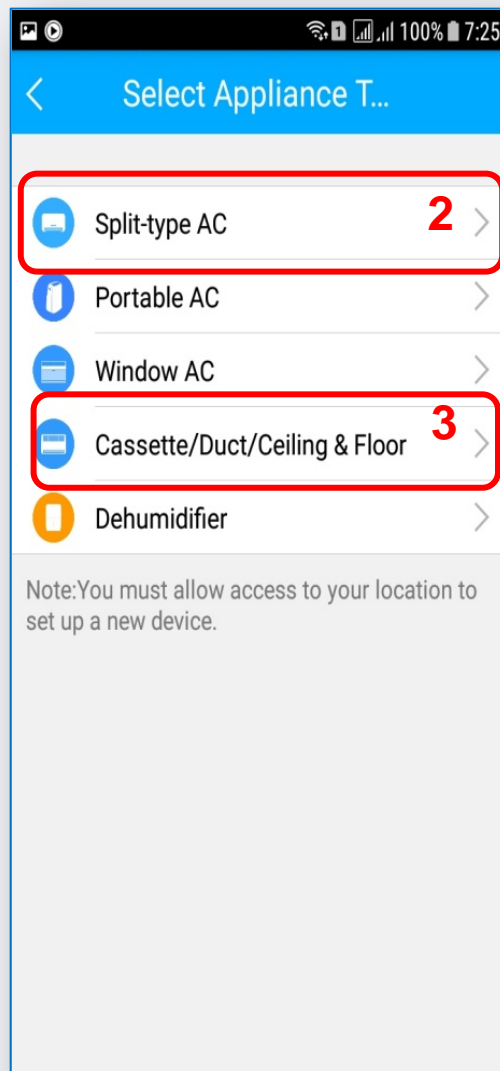 1 100% 7:25
Select Appliance T...
Split-type AC 2
Portable AC
Window AC
Cassette/Duct/Ceiling & Floor 3
Dehumidifier
Note:You must allow access to your location to
set up a new device.